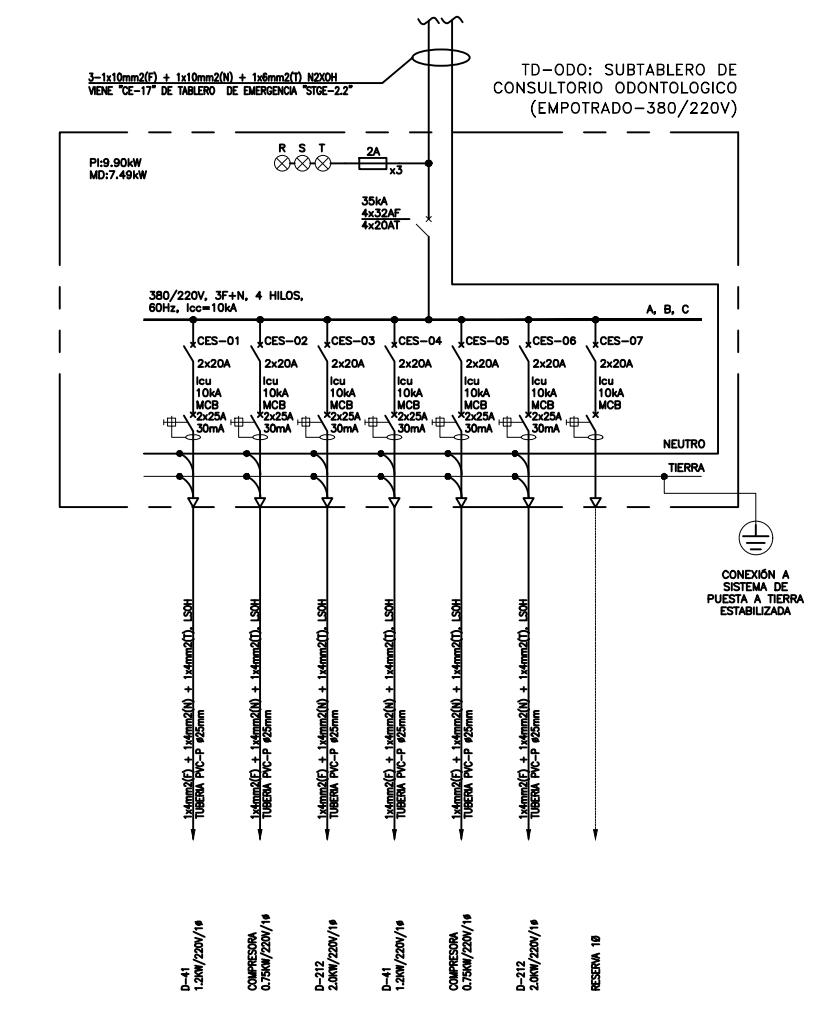 3-1x10mm2(F) + 1x10mm2(N) + 1x6mm2(T) N2XOH
VIENE "CE-17" DE TABLERO DE EMERGENCIA "STGE-2.2"
TD-ODO: SUBTABLERO DE
CONSULTORIO ODONTOLOGICO
(EMPOTRADO-380/220V)
PI:9.90kW
MD:7.49kW
R S T
2A
x3
35kA
4x32AF
4x20AT
380/220V, 3F+N, 4 HILOS,
60Hz, Icc=10kA
A, B, C
CES-01
2x20A
Icu
10kA
MCB
2x25A
30mA
CES-02
2x20A
Icu
10kA
MCB
2x25A
30mA
CES-03
2x20A
Icu
10kA
MCB
2x25A
30mA
CES-04
2x20A
Icu
10kA
MCB
2x25A
30mA
CES-05
2x20A
Icu
10kA
MCB
2x25A
30mA
CES-06
2x20A
Icu
10kA
MCB
2x25A
30mA
CES-07
2x20A
Icu
10kA
MCB
NEUTRO
TIERRA
CONEXIÓN A
SISTEMA DE
PUESTA A TIERRA
ESTABILIZADA
1x4mm2(F) + 1x4mm2(N) + 1x4mm2(T), LSOH
TUBERIA PVC-P ø25mm
1x4mm2(F) + 1x4mm2(N) + 1x4mm2(T), LSOH
TUBERIA PVC-P ø25mm
1x4mm2(F) + 1x4mm2(N) + 1x4mm2(T), LSOH
TUBERIA PVC-P ø25mm
1x4mm2(F) + 1x4mm2(N) + 1x4mm2(T), LSOH
TUBERIA PVC-P ø25mm
1x4mm2(F) + 1x4mm2(N) + 1x4mm2(T), LSOH
TUBERIA PVC-P ø25mm
1x4mm2(F) + 1x4mm2(N) + 1x4mm2(T), LSOH
TUBERIA PVC-P ø25mm
D-41
1.2KW/220V/1ø
COMPRESORA
0.75KW/220V/1ø
D-212
2.0KW/220V/1ø
D-41
1.2KW/220V/1ø
COMPRESORA
0.75KW/220V/1ø
D-212
2.0KW/220V/1ø
RESERVA 1Ø